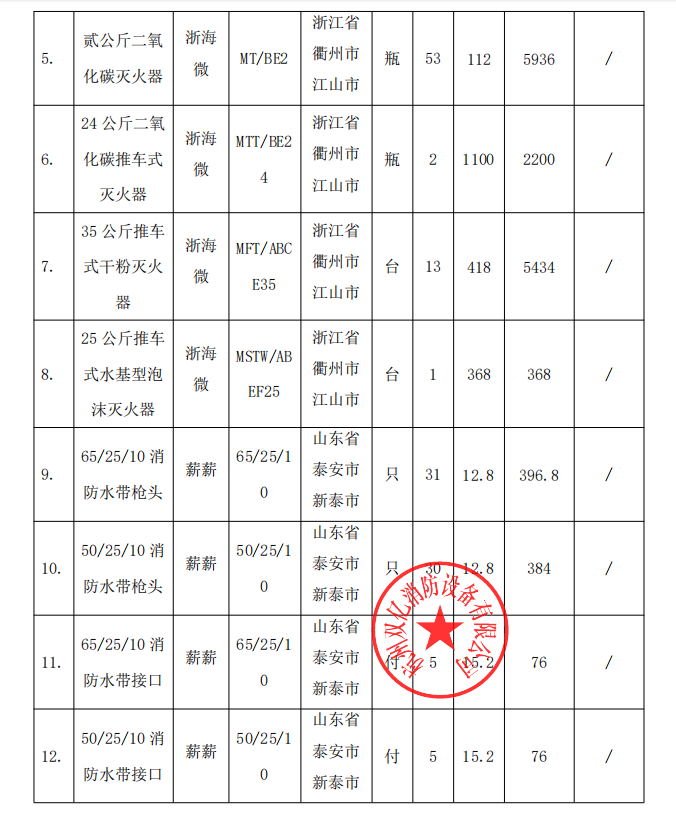 5.
贰公斤二氧
化碳灭火器
浙海
微
MT/BE2
浙江省
衢州市
江山市
瓶
53
112
5936
/
6.
24 公斤二氧
化碳推车式
灭火器
浙海
微
MTT/BE2
4
浙江省
衢州市
江山市
瓶
2
1100
2200
/
7.
35 公斤推车
式干粉灭火
器
浙海
微
MFT/ABC
E35
浙江省
衢州市
江山市
台
13
418
5434
/
8.
25 公斤推车
式水基型泡
沫灭火器
浙海
微
MSTW/AB
EF25
浙江省
衢州市
江山市
台
1
368
368
/
9.
65/25/10 消
防水带枪头
薪薪
65/25/1
0
山东省
泰安市
新泰市
只
31
12.8
396.8
/
10.
50/25/10 消
防水带枪头
薪薪
50/25/1
0
山东省
泰安市
新泰市
只
30
12.8
384
/
11.
65/25/10 消
防水带接口
薪薪
65/25/1
0
山东省
泰安市
新泰市
付
5
15.2
76
/
杭州双亿消防设备有限公司
12.
50/25/10 消
防水带接口
薪薪
50/25/1
0
山东省
泰安市
新泰市
付
5
15.2
76
/